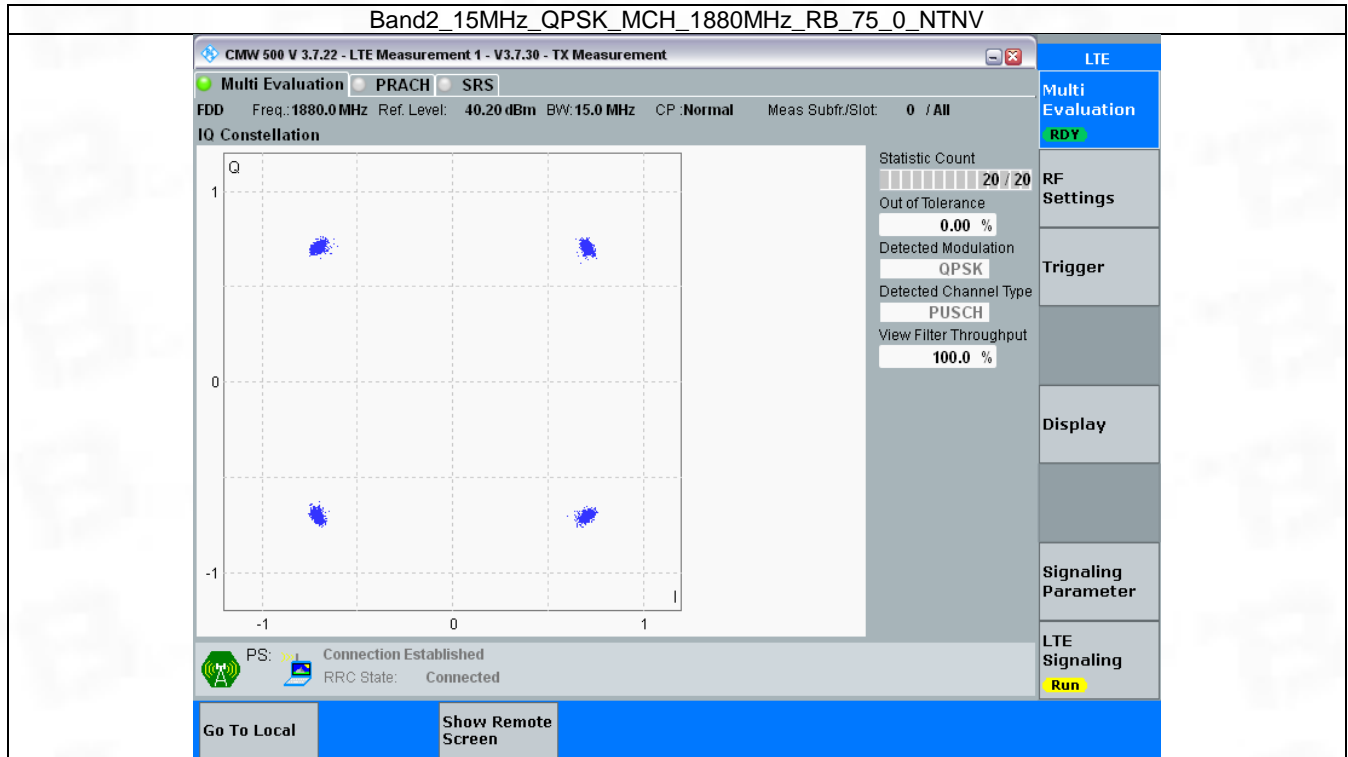 Band2_15MHz_QPSK_MCH_1880MHz_RB_75_0_NTNV
CMW 500 V 3.7.22 - LTE Measurement 1 - V3.7.30 - TX Measurement
LTE
Multi Evaluation PRACH SRS
Multi
Evaluation
RDY
FDD Freq.:1880.0 MHz Ref. Level: 40.20 dBm BW:15.0 MHz CP :Normal Meas Subfr./Slot: 0 / All
IQ Constellation
Q
1
0
-1
I
-1 0 1
Statistic Count
20 / 20
Out of Tolerance
0.00 %
Detected Modulation
QPSK
Detected Channel Type
PUSCH
View Filter Throughput
100.0 %
RF
Settings
Trigger
Display
Signaling
Parameter
LTE
Signaling
Run
PS: Connection Established
RRC State: Connected
Go To Local
Show Remote
Screen